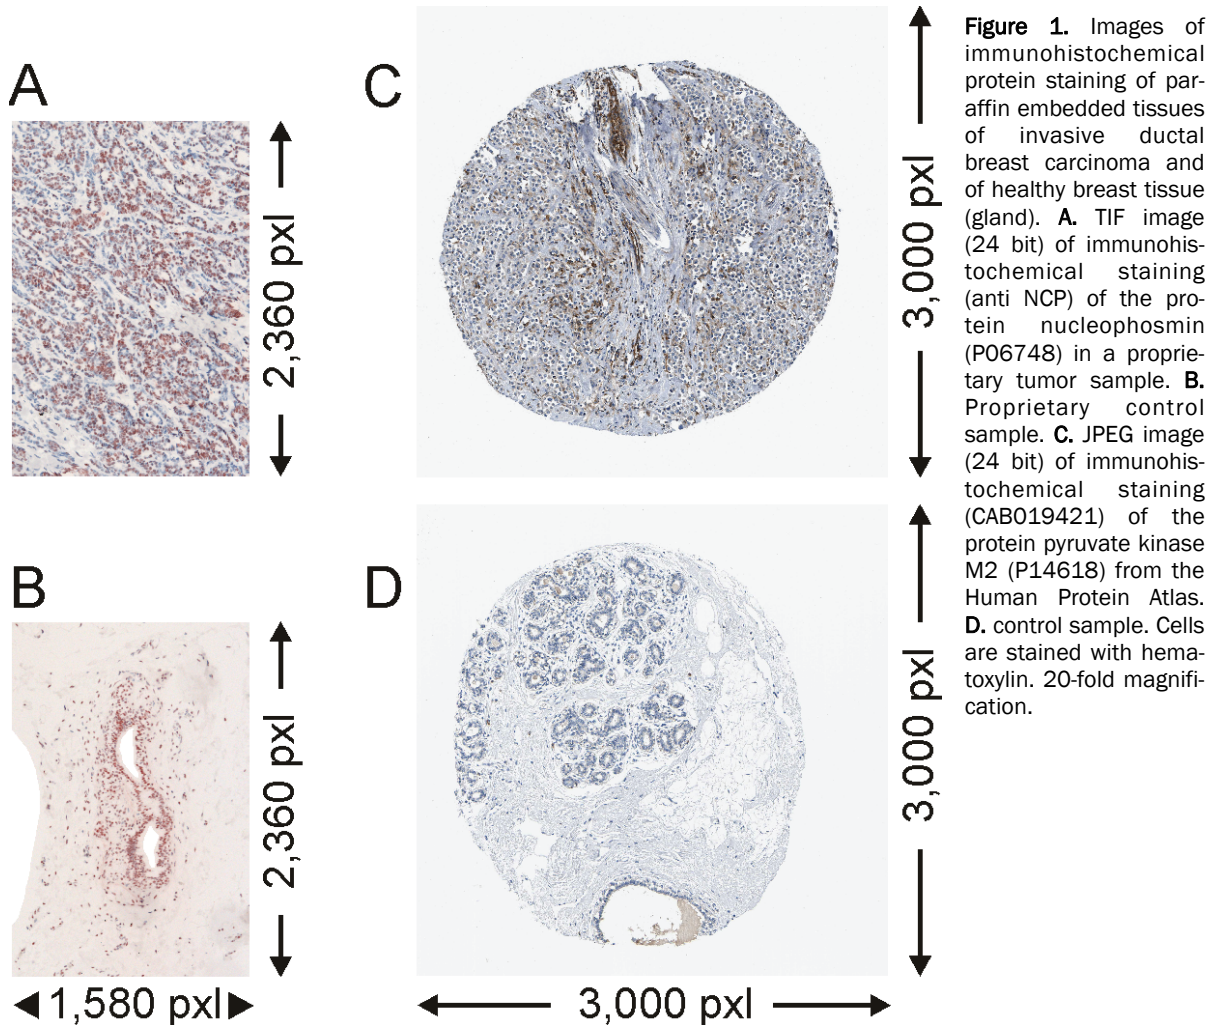 A
2,360 pxl
B
2,360 pxl
1,580 pxl
C
3,000 pxl
D
3,000 pxl
3,000 pxl
Figure 1. Images of
immunohistochemical
protein staining of par-
affin embedded tissues
of invasive ductal
breast carcinoma and
of healthy breast tissue
(gland). A. TIF image
(24 bit) of immunohis-
tochemical staining
(anti NCP) of the pro-
tein nucleophosmin
(P06748) in a proprie-
tary tumor sample. B.
Proprietary control
sample. C. JPEG image
(24 bit) of immunohis-
tochemical staining
(CAB019421) of the
protein pyruvate kinase
M2 (P14618) from the
Human Protein Atlas.
D. control sample. Cells
are stained with hema-
toxylin. 20-fold magnifi-
cation.